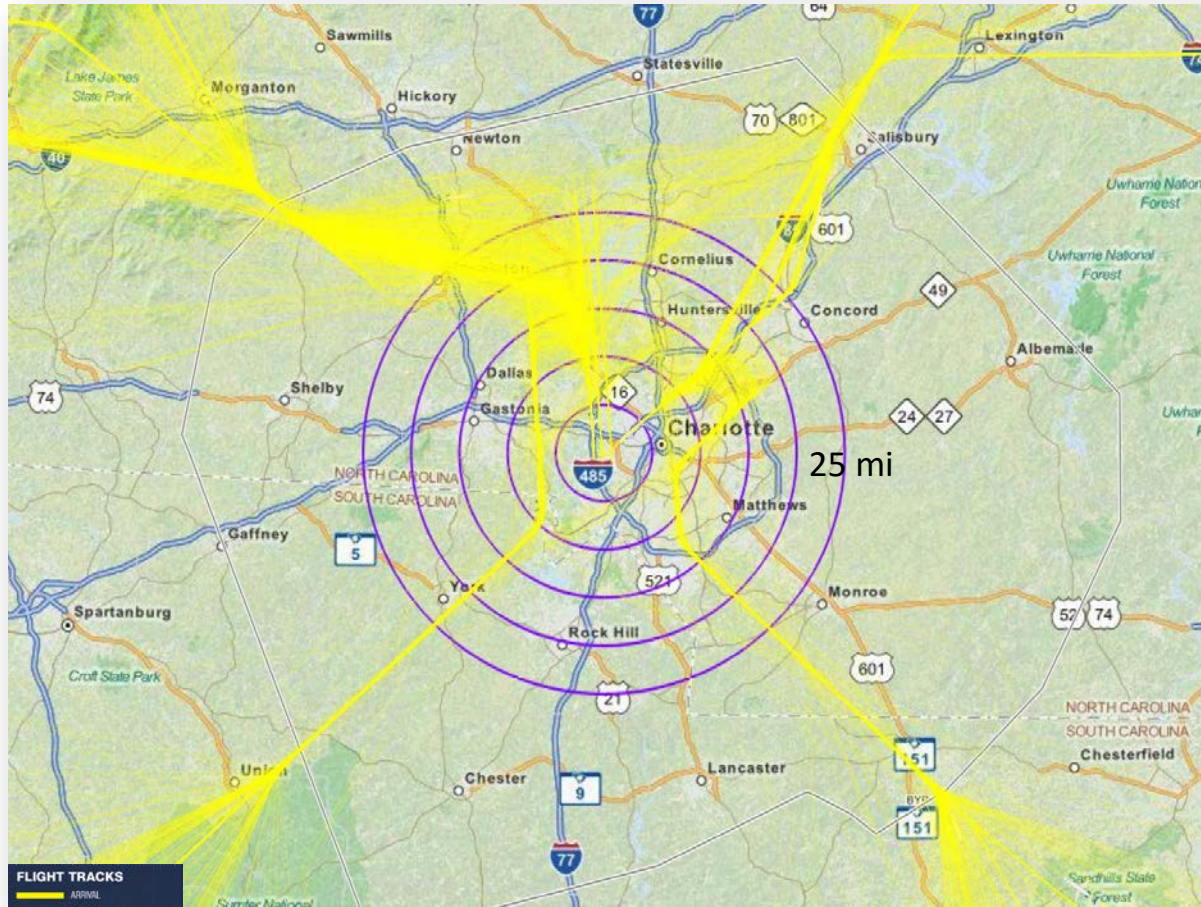 77
64
Sawmills
Lexington
Statesville
Lake James
State Park
Morganton
Hickory
70
801
Salisbury
40
Newton
Uwharrie National
Forest
601
Cornelius
Uwharrie National
Forest
49
Huntersville
Concord
Albemarle
Dallas
74
Shelby
16
Gastonia
24
27
Charlotte
25 mi
485
NORTH CAROLINA
SOUTH CAROLINA
Matthews
Gaffney
5
521
York
Monroe
52
74
Spartanburg
Rock Hill
601
Croft State Park
21
NORTH CAROLINA
SOUTH CAROLINA
151
Union
Chester
9
Lancaster
Chesterfield
151
77
FLIGHT TRACKS
ARRIVAL
Sandhills State
Forest
Sumter National